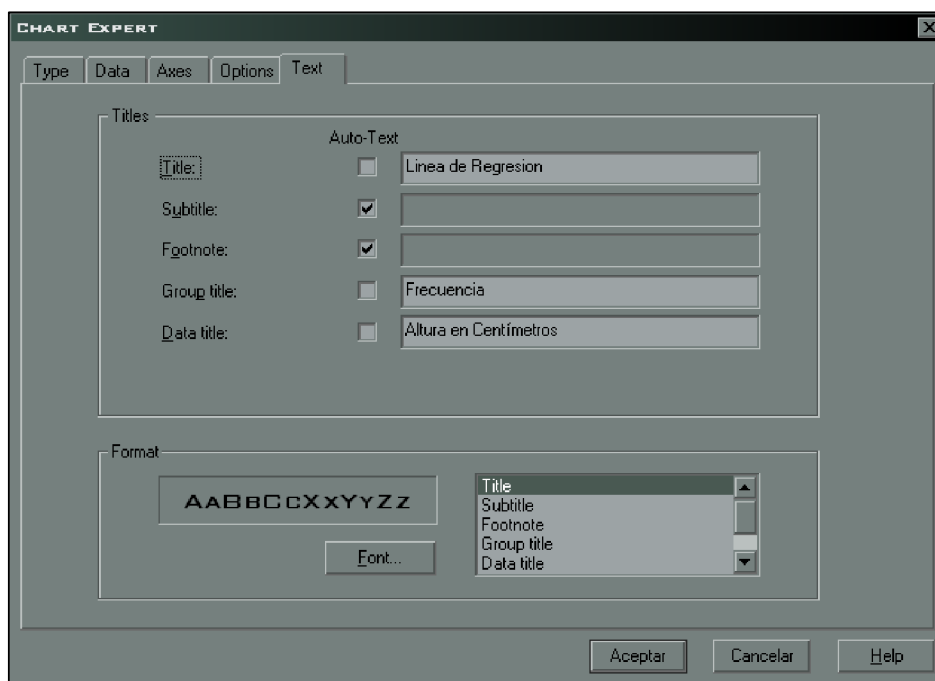 Chart Expert
Type Data Axes Options Text
Titles
Auto-Text
Title: Linea de Regresion
Subtitle:
Footnote:
Group title: Frecuencia
Data title: Altura en Centímetros
Format
AaBbCcXxYyZz
Title
Subtitle
Footnote
Group title
Data title
Font...
Aceptar Cancelar Help